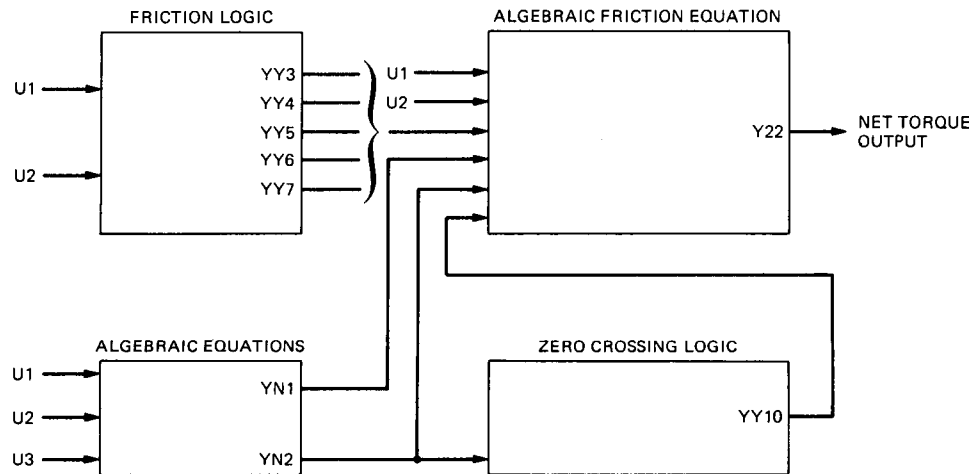 FRICTION LOGIC
U1
U2
YY3
YY4
YY5
YY6
YY7
ALGEBRAIC FRICTION EQUATION
U1
U2
Y22
NET TORQUE
OUTPUT
ALGEBRAIC EQUATIONS
U1
U2
U3
YN1
YN2
ZERO CROSSING LOGIC
YY10